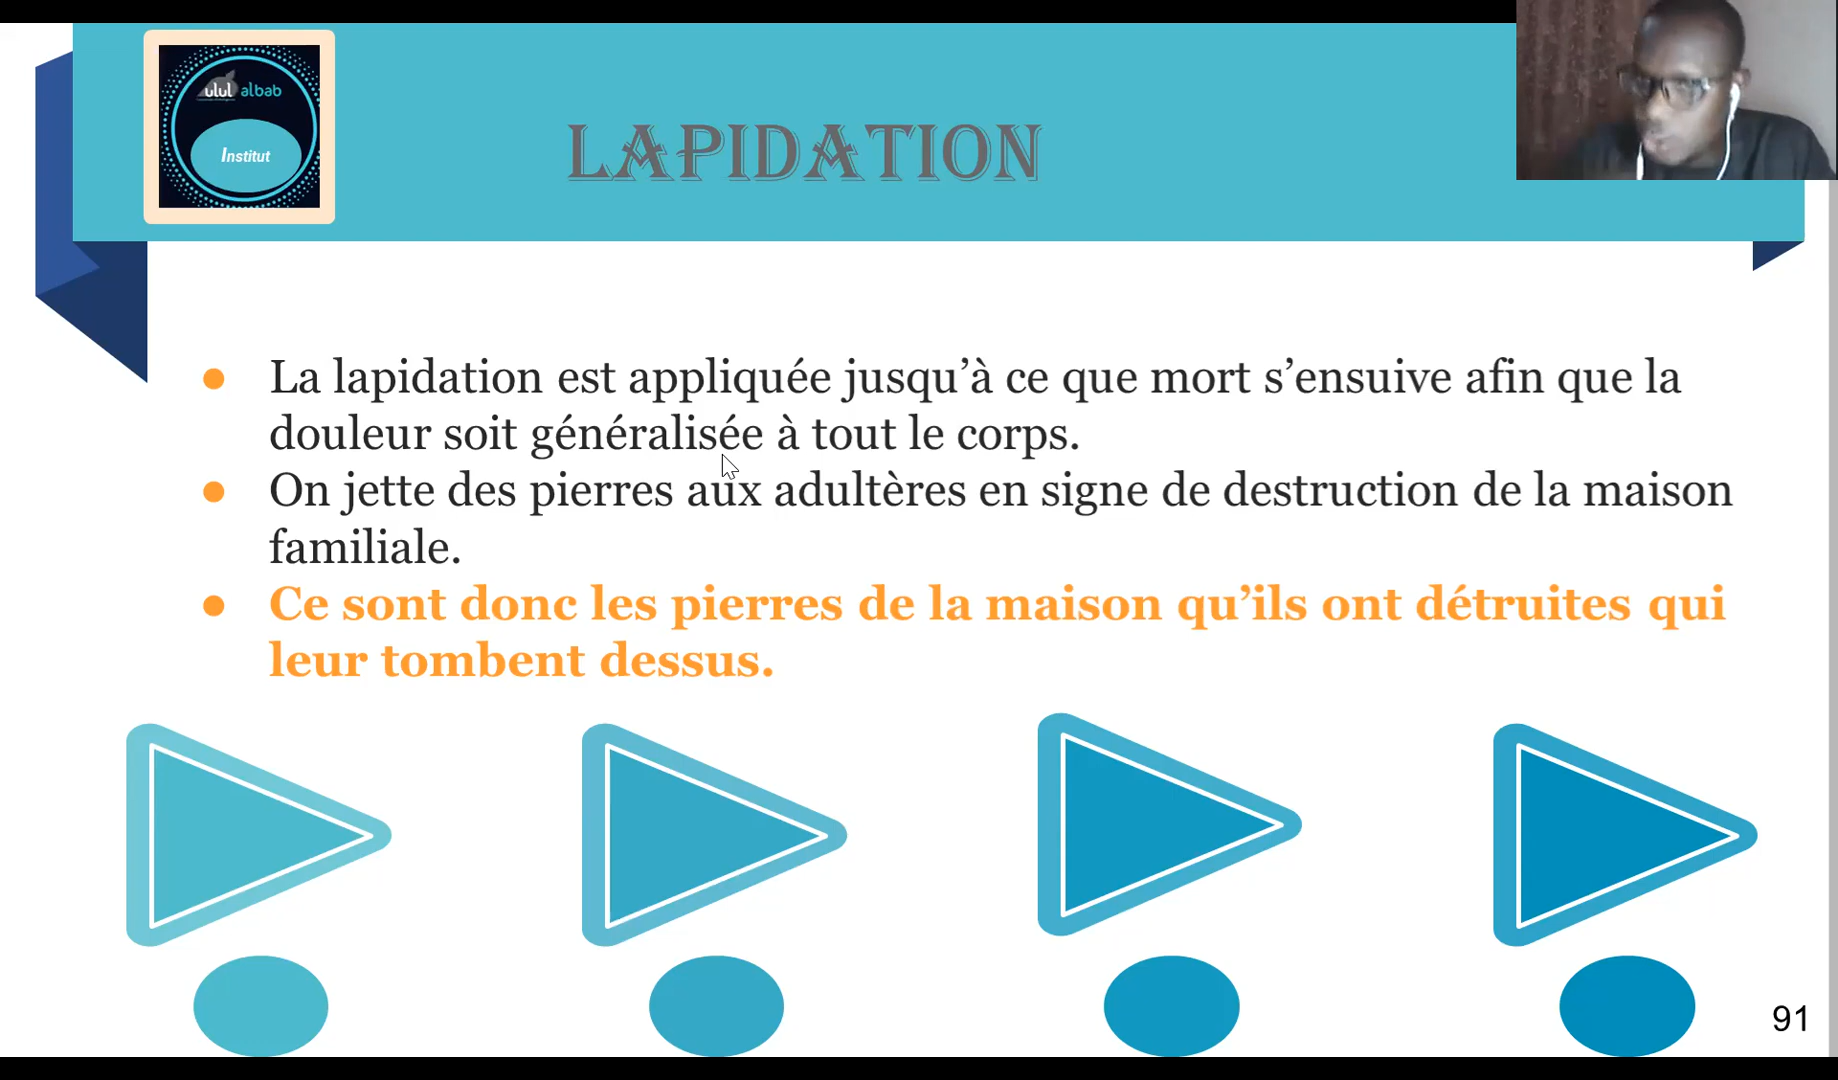 ulul albab
Institut
LAPIDATION
● La lapidation est appliquée jusqu’à ce que mort s’ensuive afin que la
douleur soit généralisée à tout le corps.
● On jette des pierres aux adultères en signe de destruction de la maison
familiale.
● Ce sont donc les pierres de la maison qu’ils ont détruites qui
leur tombent dessus.
91